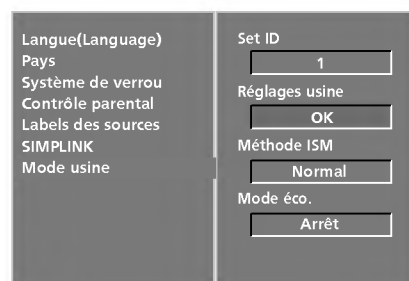 Langue(Language)
Pays
Système de verrou
Contrôle parental
Labels des sources
SIMPLINK
Mode usine
Set ID
1
Réglages usine
OK
Méthode ISM
Normal
Mode éco.
Arrêt